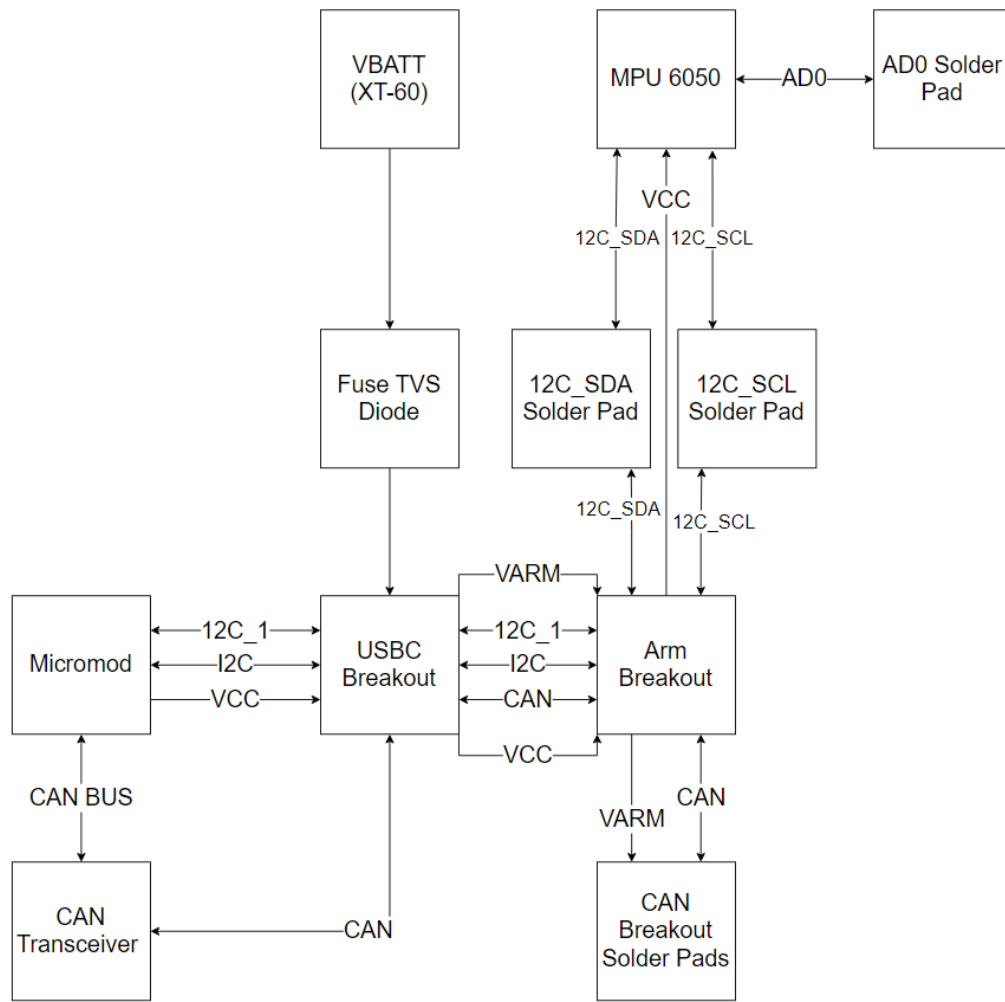 VBATT
(XT-60)
MPU 6050
AD0
AD0 Solder
Pad
VCC
12C_SDA
12C_SCL
Fuse TVS
Diode
12C_SDA
Solder Pad
12C_SCL
Solder Pad
12C_SDA
12C_SCL
VARM
Micromod
12C_1
I2C
VCC
USBC
Breakout
12C_1
I2C
CAN
VCC
Arm
Breakout
CAN BUS
VARM
CAN
CAN
Transceiver
CAN
CAN
Breakout
Solder Pads